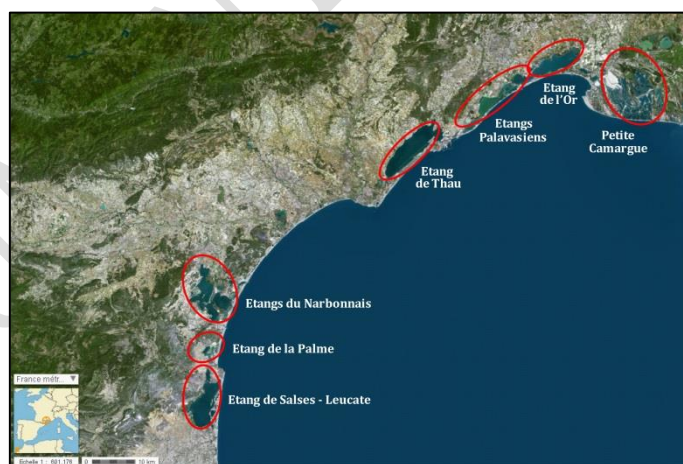 Etang
de l'Or
Etangs
Palavasiens
Petite
Camargue
Etang
de Thau
Etangs du Narbonnais
Etang de la Palme
Etang de Salses - Leucate
France métr... ▼
0 10 km